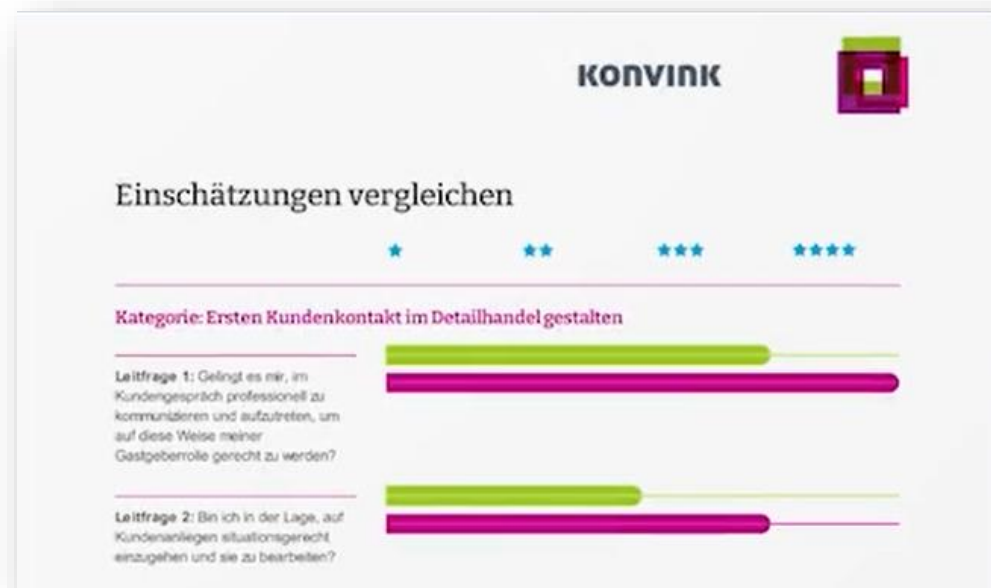 KONVINK
Einschätzungen vergleichen
Kategorie: Ersten Kundenkontakt im Detailhandel gestalten
Leitfrage 1: Gelingt es mir, im
Kundengespräch professionell zu
kommunizieren und aufzutreten, um
auf diese Weise meiner
Gastgeberrolle gerecht zu werden?
Leitfrage 2: Bin ich in der Lage, auf
Kundenanliegen situationsgerecht
einzugehen und sie zu bearbeiten?